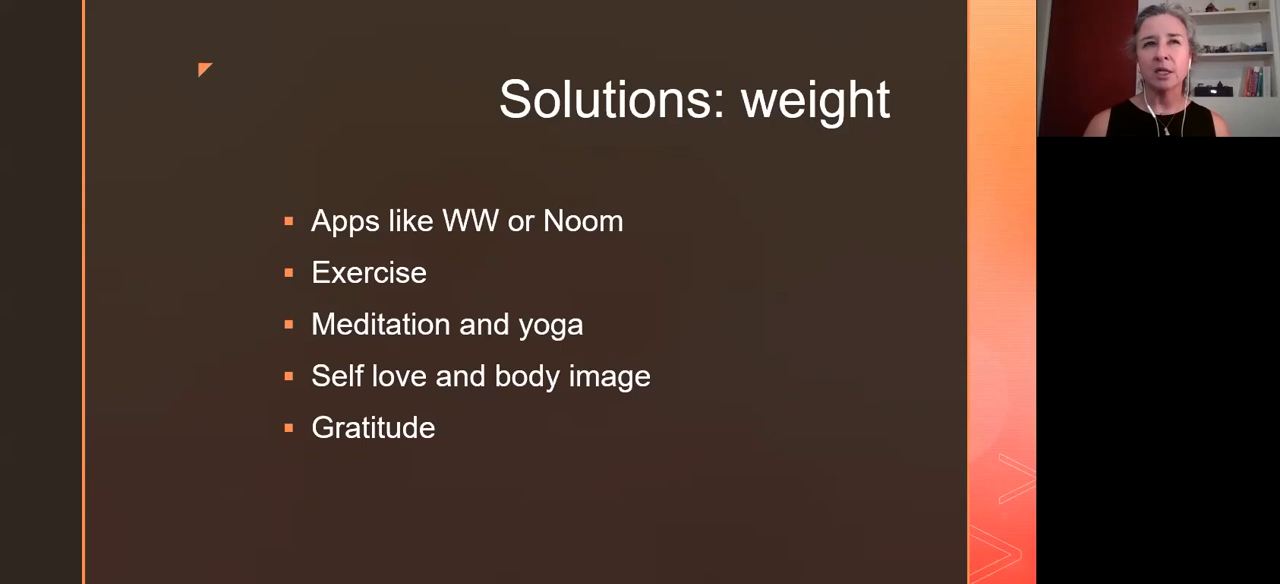 Solutions: weight
Apps like WW or Noom
Exercise
Meditation and yoga
Self love and body image
Gratitude